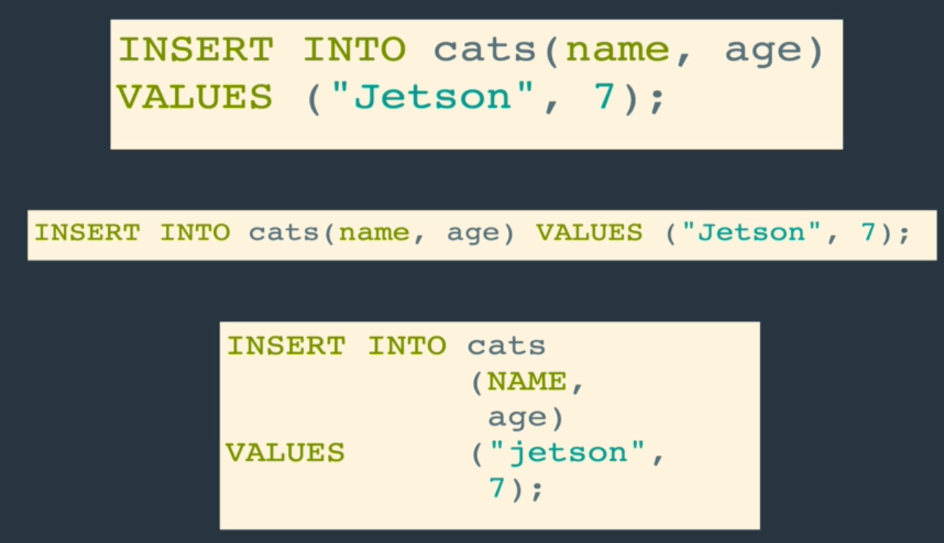 INSERT INTO cats(name, age)
VALUES ("Jetson", 7);
INSERT INTO cats(name, age) VALUES ("Jetson", 7);
INSERT INTO cats
(NAME,
age)
VALUES ("jetson",
7);